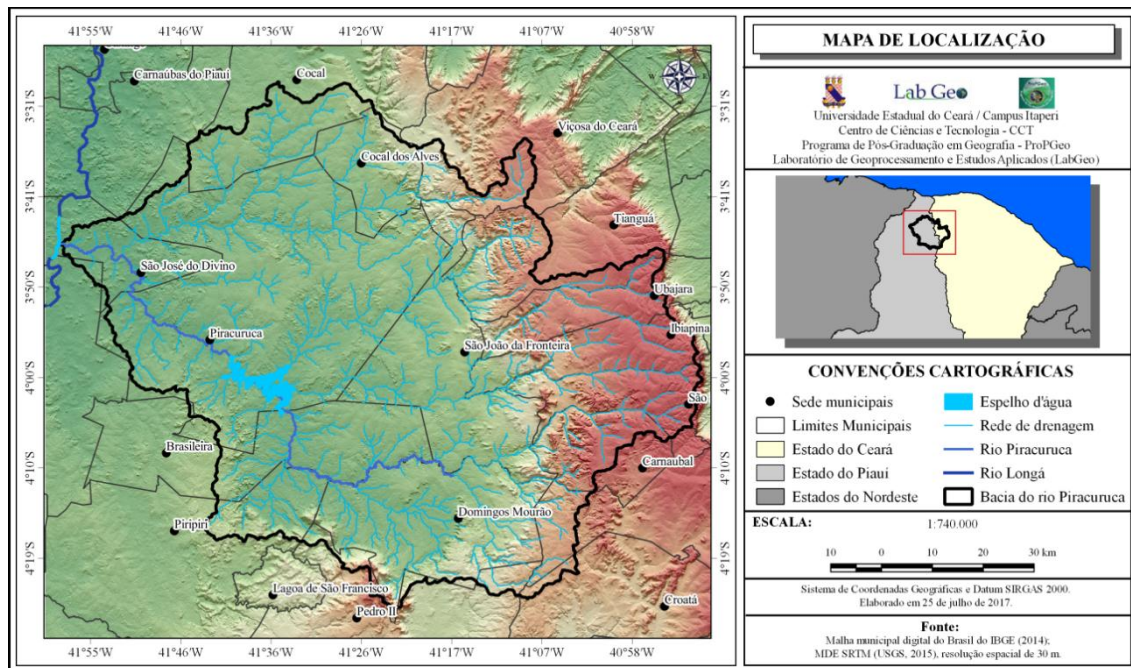 41°55'W 41°46'W 41°36'W 41°26'W 41°17'W 41°07'W 40°58'W
3°31'S
3°41'S
3°50'S
4°00'S
4°10'S
4°19'S
Carnaúbas do Piauí
Cocal
Viçosa do Ceará
Cocal dos Alves
Tianguá
São José do Divino
Ubajara
Ibiapina
Piracuruca
São João da Fronteira
São
Brasileira
Carnaubal
Piripiri
Domingos Mourão
Lagoa de São Francisco
Pedro II
Croatá
3°31'S
3°41'S
3°50'S
4°00'S
4°10'S
4°19'S
41°55'W 41°46'W 41°36'W 41°26'W 41°17'W 41°07'W 40°58'W
MAPA DE LOCALIZAÇÃO
Lab Geo
Universidade Estadual do Ceará / Campus Itaperi
Centro de Ciências e Tecnologia - CCT
Programa de Pós-Graduação em Geografia - ProPGeo
Laboratório de Geoprocessamento e Estudos Aplicados (LabGeo)
CONVENÇÕES CARTOGRÁFICAS
Sede municipais
Limites Municipais
Estado do Ceará
Estado do Piauí
Estados do Nordeste
Espelho d'água
Rede de drenagem
Rio Piracuruca
Rio Longá
Bacia do rio Piracuruca
ESCALA:
1:740.000
10 0 10 20 30 km
Sistema de Coordenadas Geográficas e Datum SIRGAS 2000.
Elaborado em 25 de julho de 2017.
Fonte:
Malha municipal digital do Brasil do IBGE (2014);
MDE SRTM (USGS, 2015), resolução espacial de 30 m.